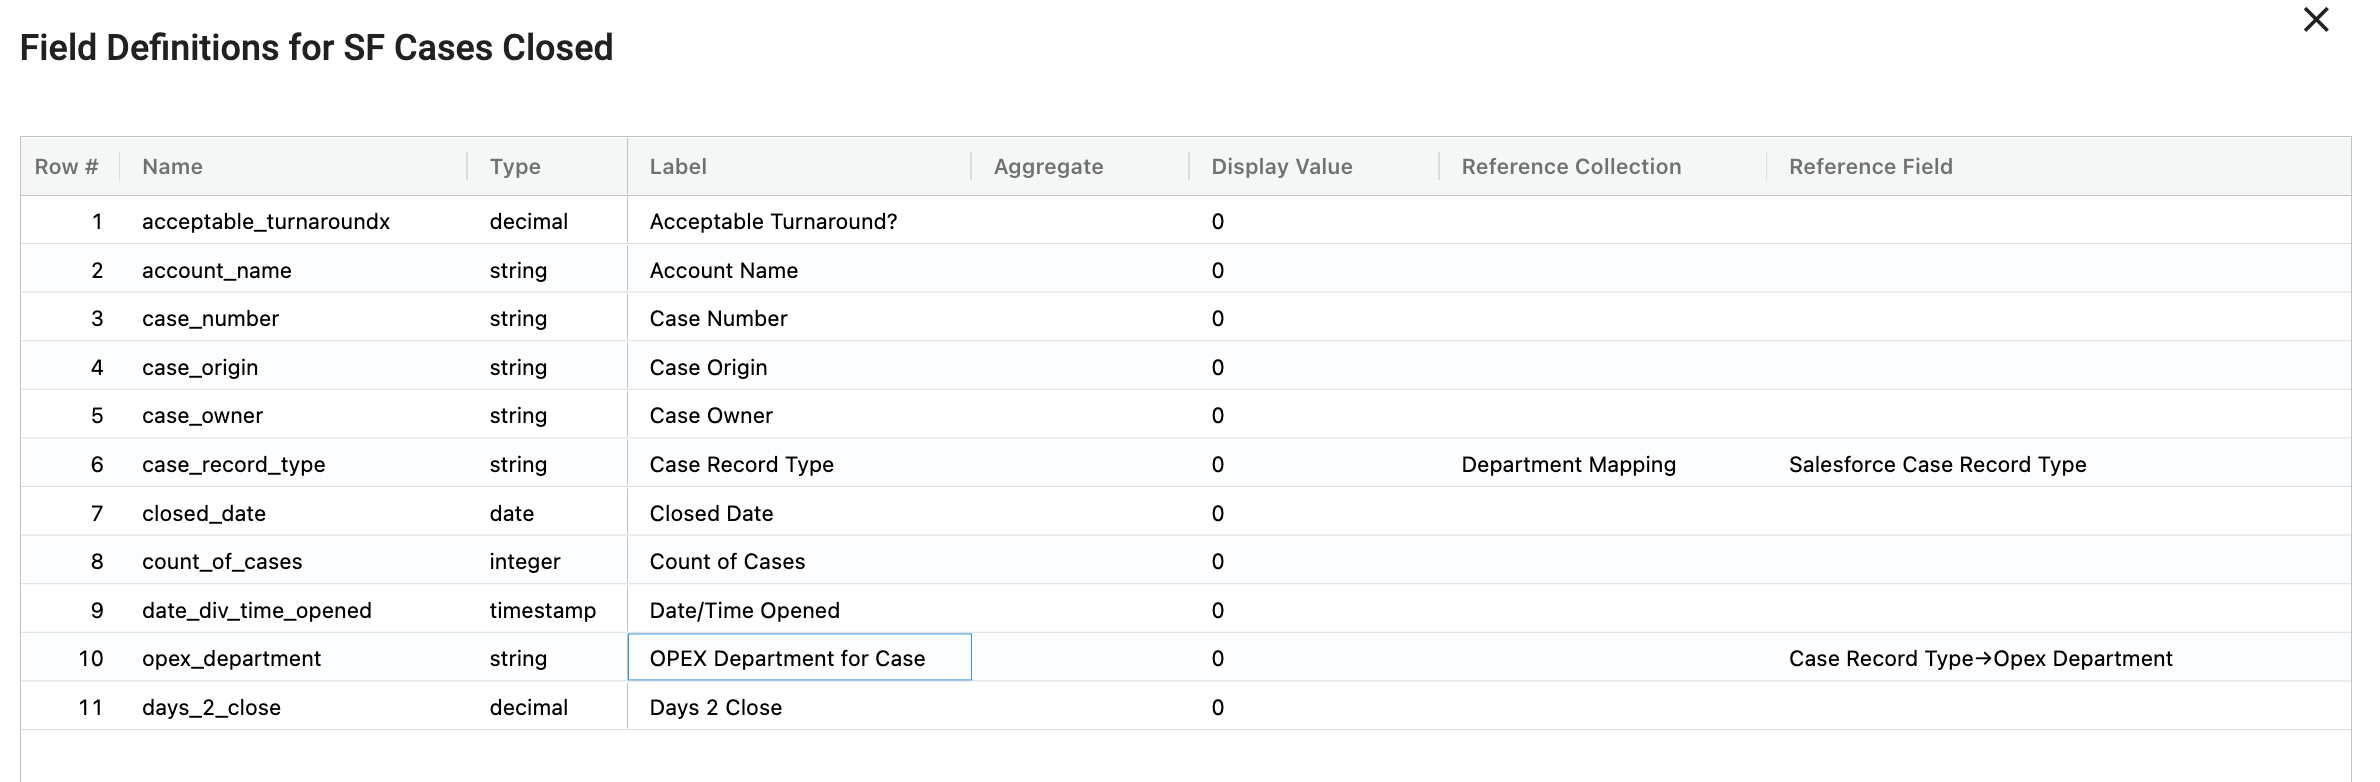 Field Definitions for SF Cases Closed
Row # Name Type Label Aggregate Display Value Reference Collection Reference Field
1 acceptable_turnaroundx decimal Acceptable Turnaround? 0
2 account_name string Account Name 0
3 case_number string Case Number 0
4 case_origin string Case Origin 0
5 case_owner string Case Owner 0
6 case_record_type string Case Record Type 0 Department Mapping Salesforce Case Record Type
7 closed_date date Closed Date 0
8 count_of_cases integer Count of Cases 0
9 date_div_time_opened timestamp Date/Time Opened 0
10 opex_department string OPEX Department for Case 0 Case Record Type→Opex Department
11 days_2_close decimal Days 2 Close 0